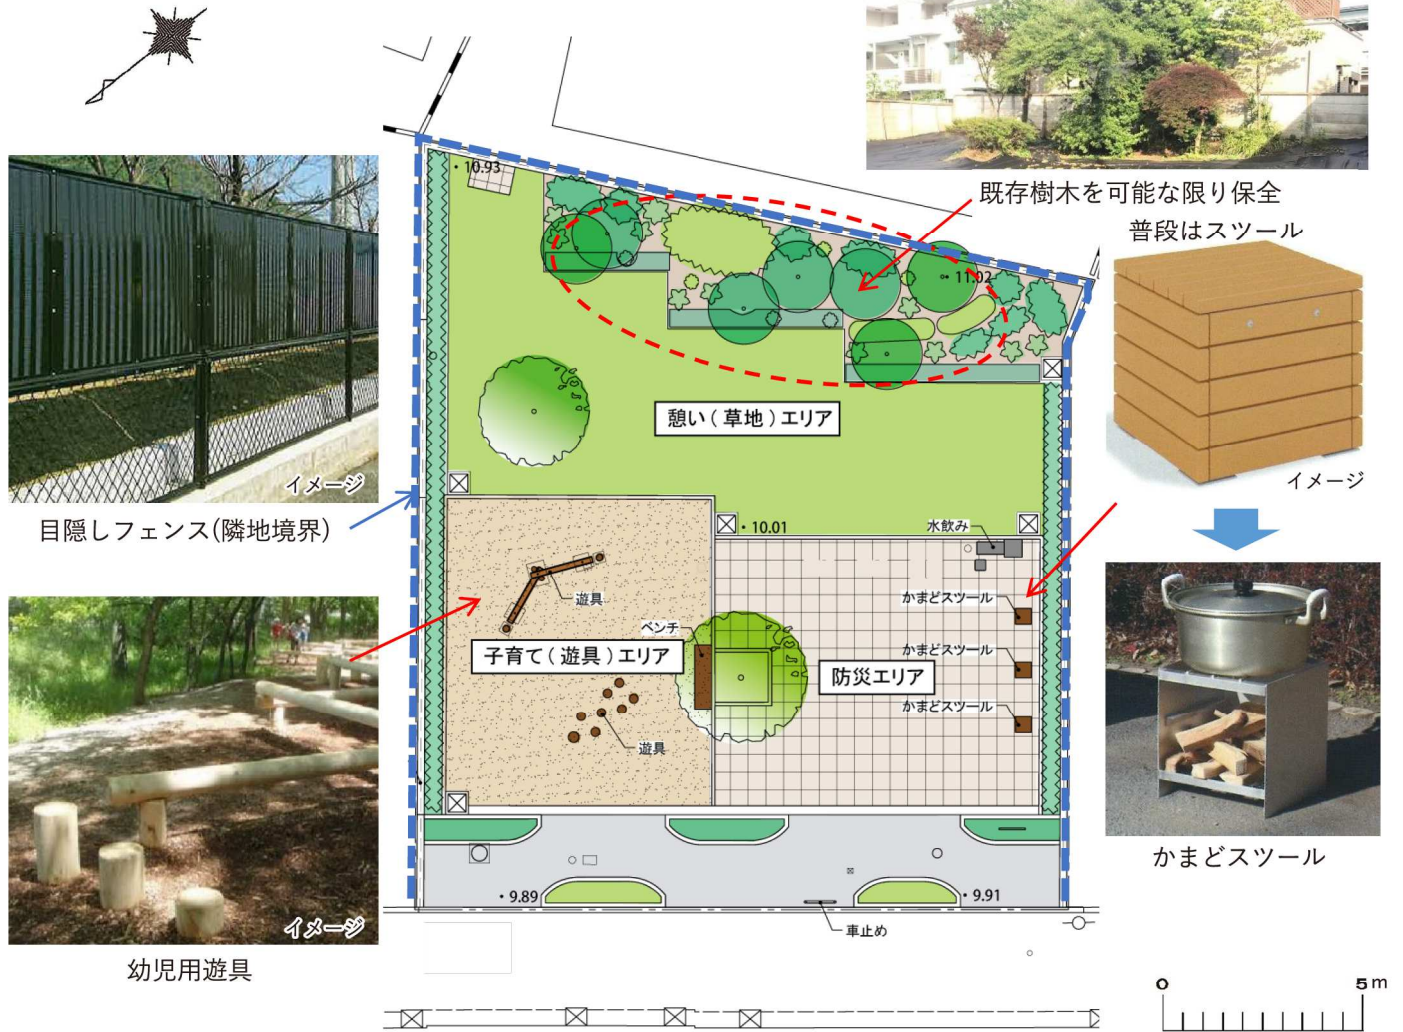 既存樹木を可能な限り保全
普段はスツール
イメージ
かまどスツール
イメージ
目隠しフェンス(隣地境界)
イメージ
幼児用遊具
・10.93
・11.02
憩い(草地)エリア
・10.01
水飲み
遊具
かまどスツール
ベンチ
かまどスツール
子育て(遊具)エリア
防災エリア
かまどスツール
遊具
・9.89
・9.91
車止め
0 5m